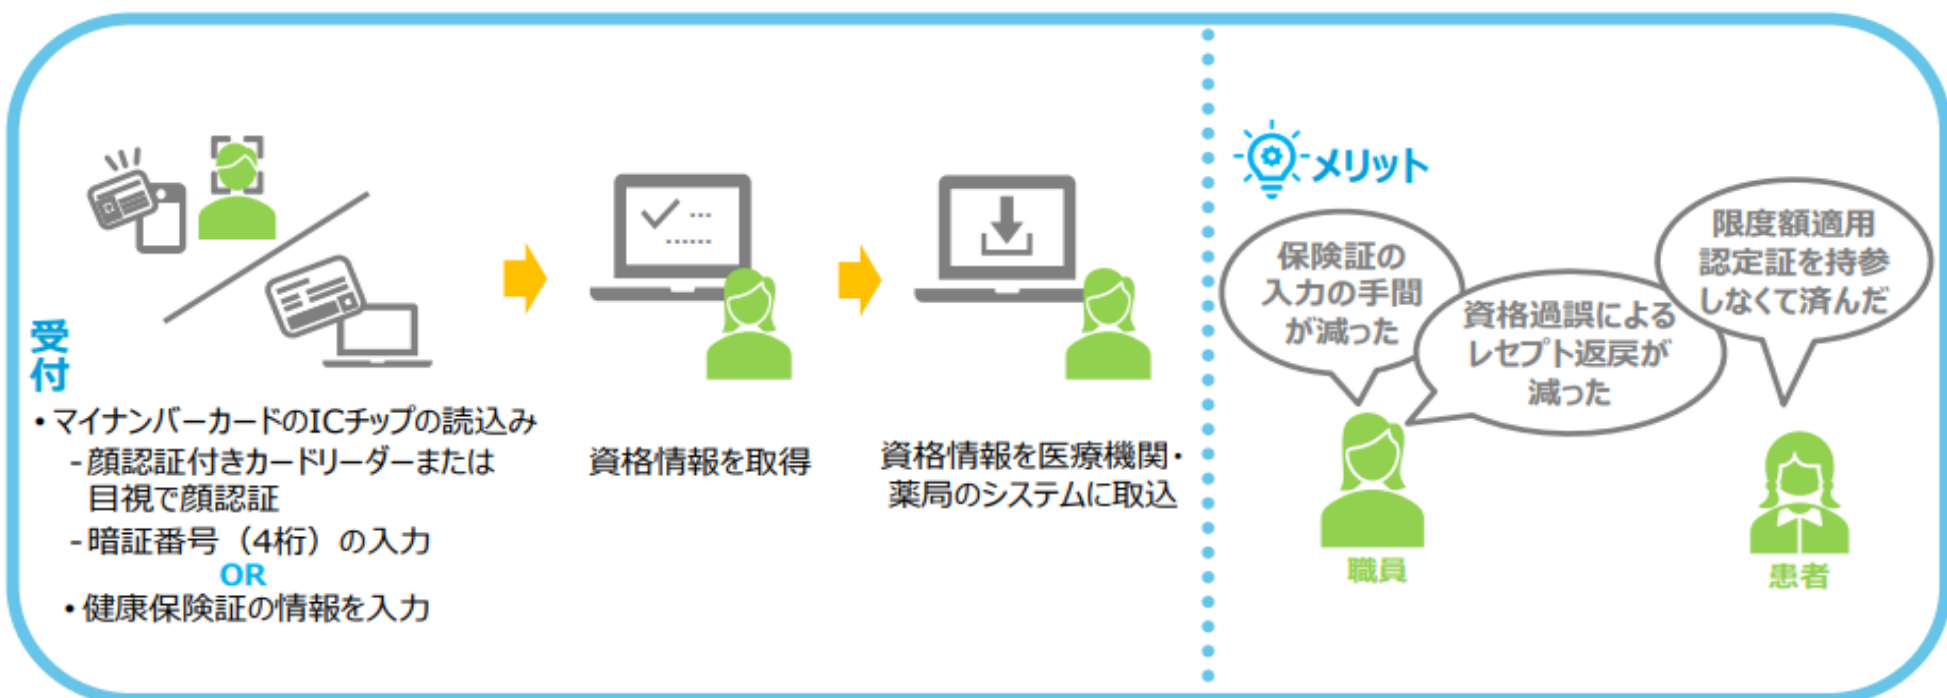 受付
・マイナンバーカードのICチップの読込み
-顔認証付きカードリーダーまたは
目視で顔認証
-暗証番号（4桁）の入力
OR
・健康保険証の情報を入力
資格情報を取得
資格情報を医療機関・
薬局のシステムに取込
メリット
保険証の
入力の手間
が減った
資格過誤による
レセプト返戻が
減った
限度額適用
認定証を持参
しなくて済んだ
職員
患者